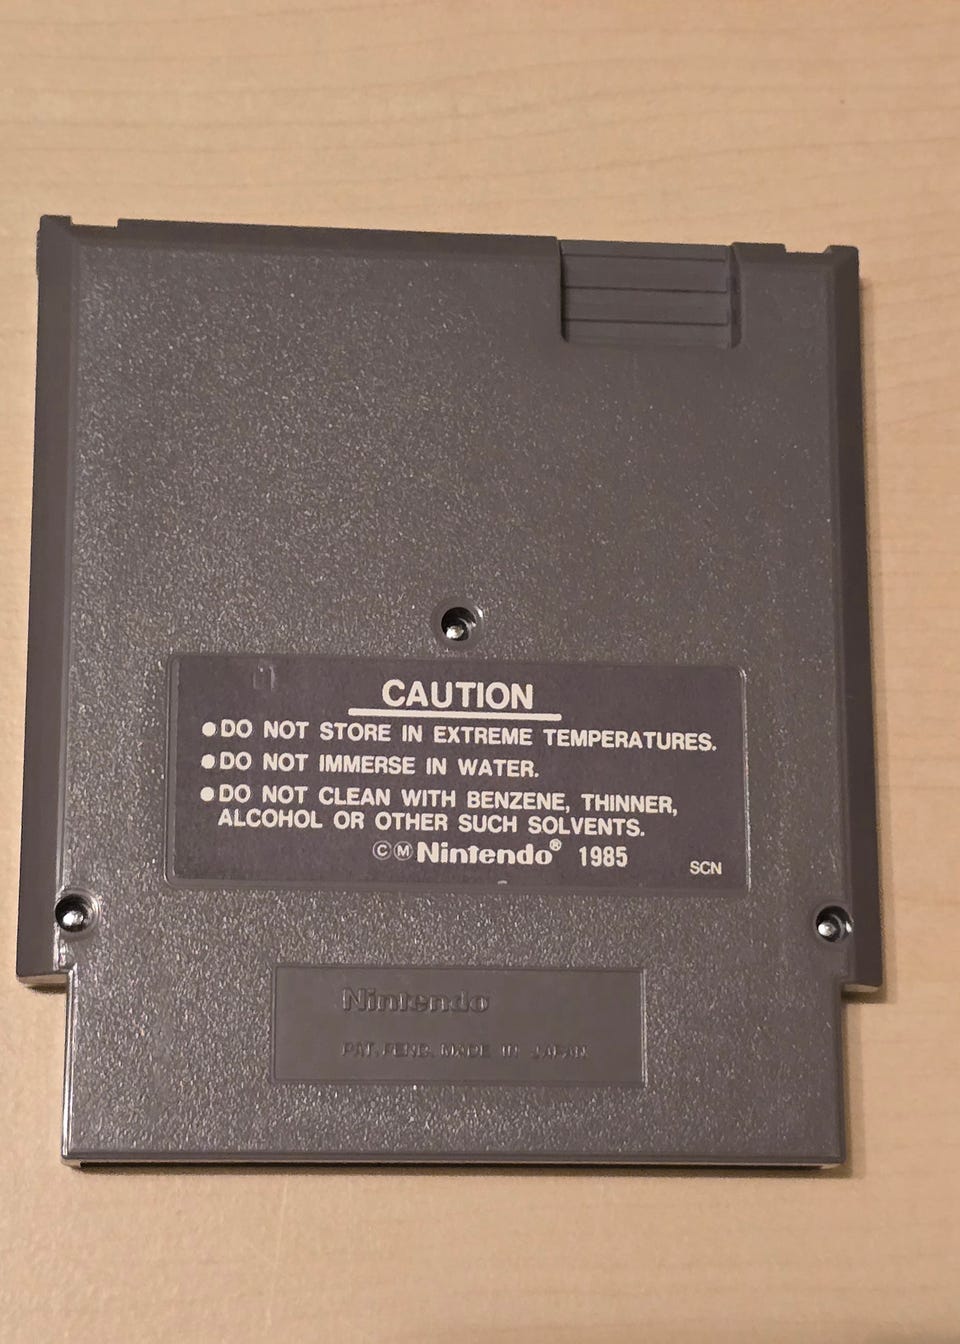 CAUTION
●DO NOT STORE IN EXTREME TEMPERATURES.
●DO NOT IMMERSE IN WATER.
●DO NOT CLEAN WITH BENZENE, THINNER,
ALCOHOL OR OTHER SUCH SOLVENTS.
ⒸⓂNintendo® 1985
SCN
Nintendo
PAT. PEND. MADE IN JAPAN